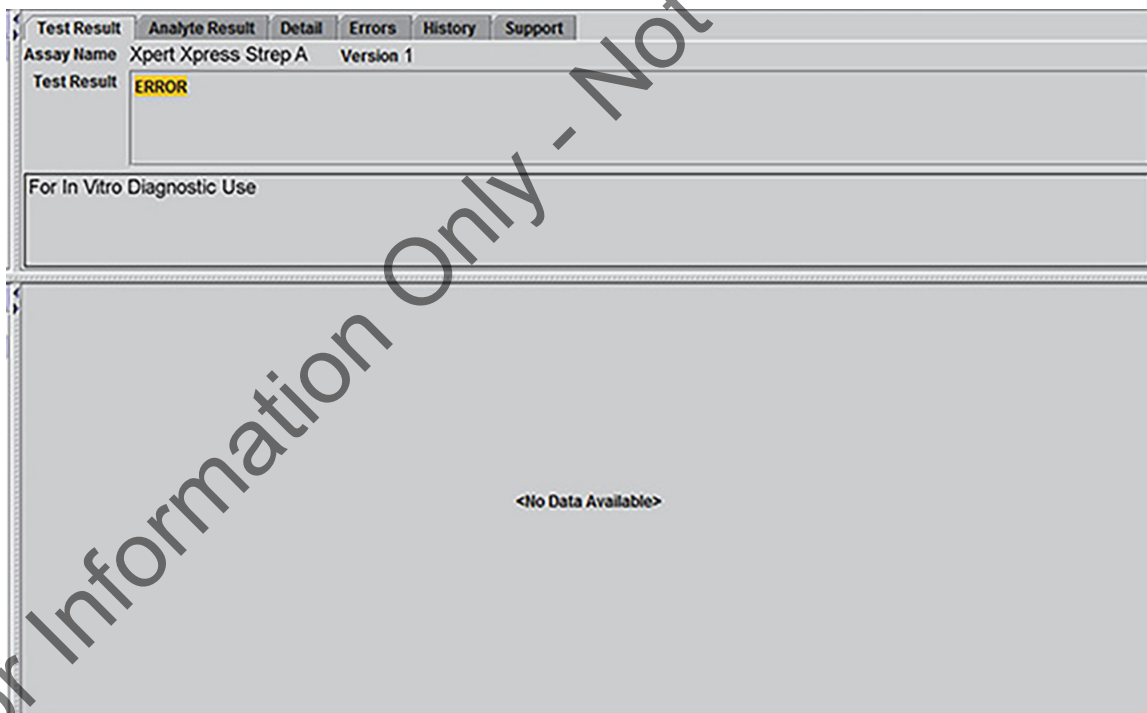 Test Result Analyte Result Detail Errors History Support
Assay Name Xpert Xpress Strep A Version 1
Test Result ERROR
For In Vitro Diagnostic Use
<No Data Available>
For Information Only - Not